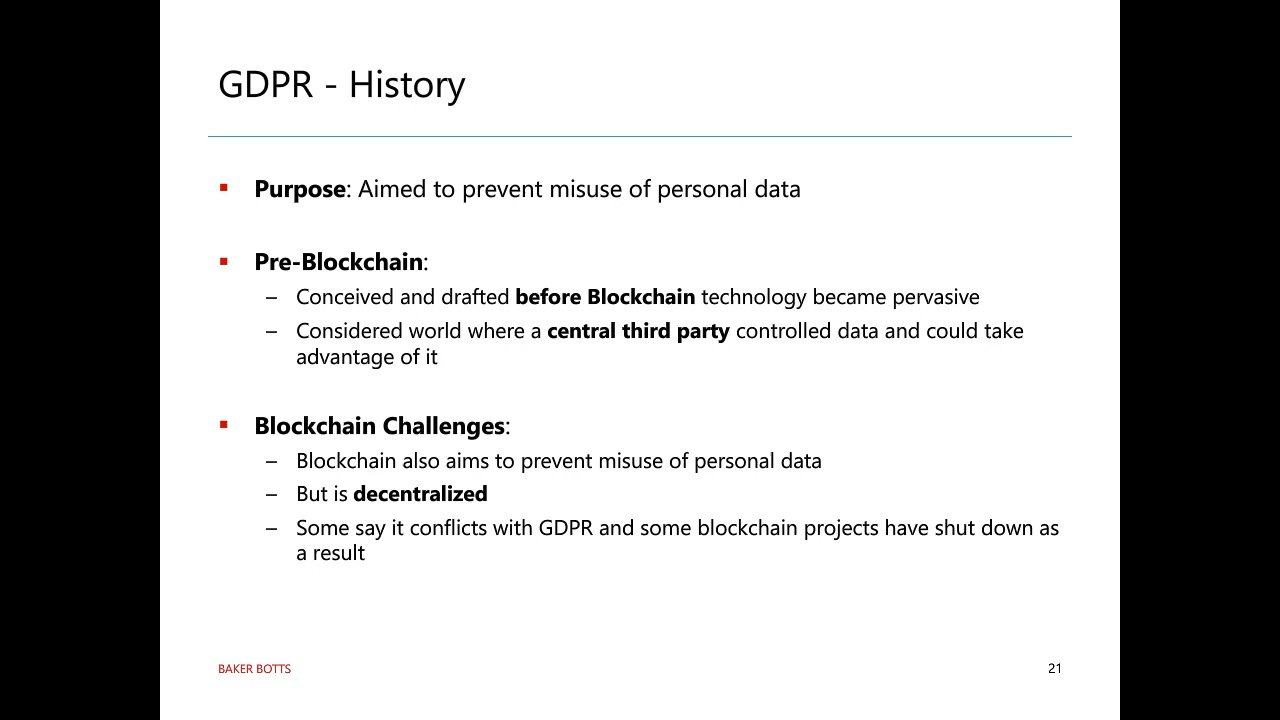 GDPR - History
▪ Purpose: Aimed to prevent misuse of personal data
▪ Pre-Blockchain:
– Conceived and drafted before Blockchain technology became pervasive
– Considered world where a central third party controlled data and could take
advantage of it
▪ Blockchain Challenges:
– Blockchain also aims to prevent misuse of personal data
– But is decentralized
– Some say it conflicts with GDPR and some blockchain projects have shut down as
a result
BAKER BOTTS
21